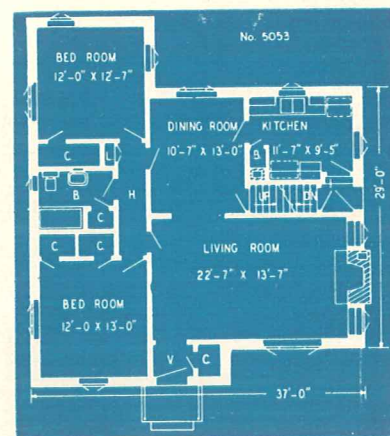 No. 5053
BED ROOM
12'-0" X 12'-7"
DINING ROOM
10'-7" X 13'-0"
KITCHEN
11'-7" X 9'-5"
C.
L
B
H
C
B
UP
DN
C
C
LIVING ROOM
22'-7" X 13'-7"
BED ROOM
12'-0 X 13'-0"
V
C.
29'-0"
37'-0"